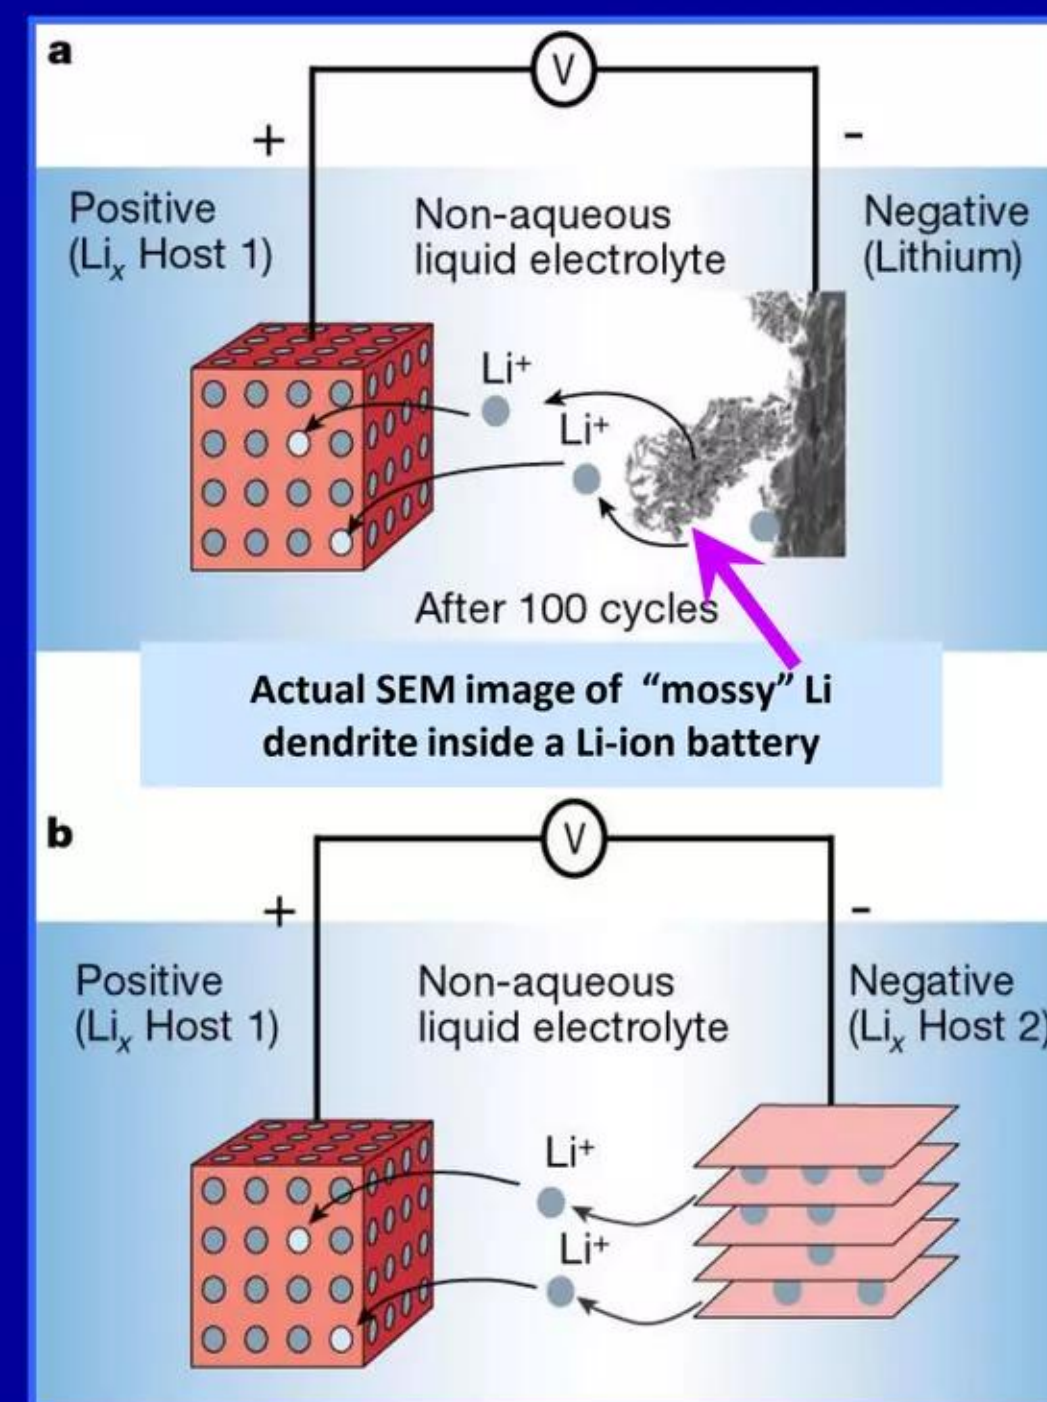 a
V
+
-
Positive
(Liₓ Host 1)
Non-aqueous
liquid electrolyte
Negative
(Lithium)
Li⁺
Li⁺
After 100 cycles
Actual SEM image of “mossy” Li
dendrite inside a Li-ion battery
b
V
+
-
Positive
(Liₓ Host 1)
Non-aqueous
liquid electrolyte
Negative
(Liₓ Host 2)
Li⁺
Li⁺